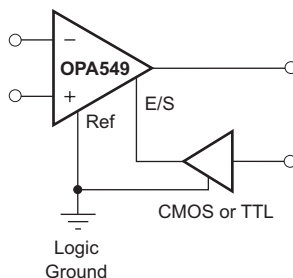 −
OPA549
+
E/S
Ref
CMOS or TTL
Logic
Ground